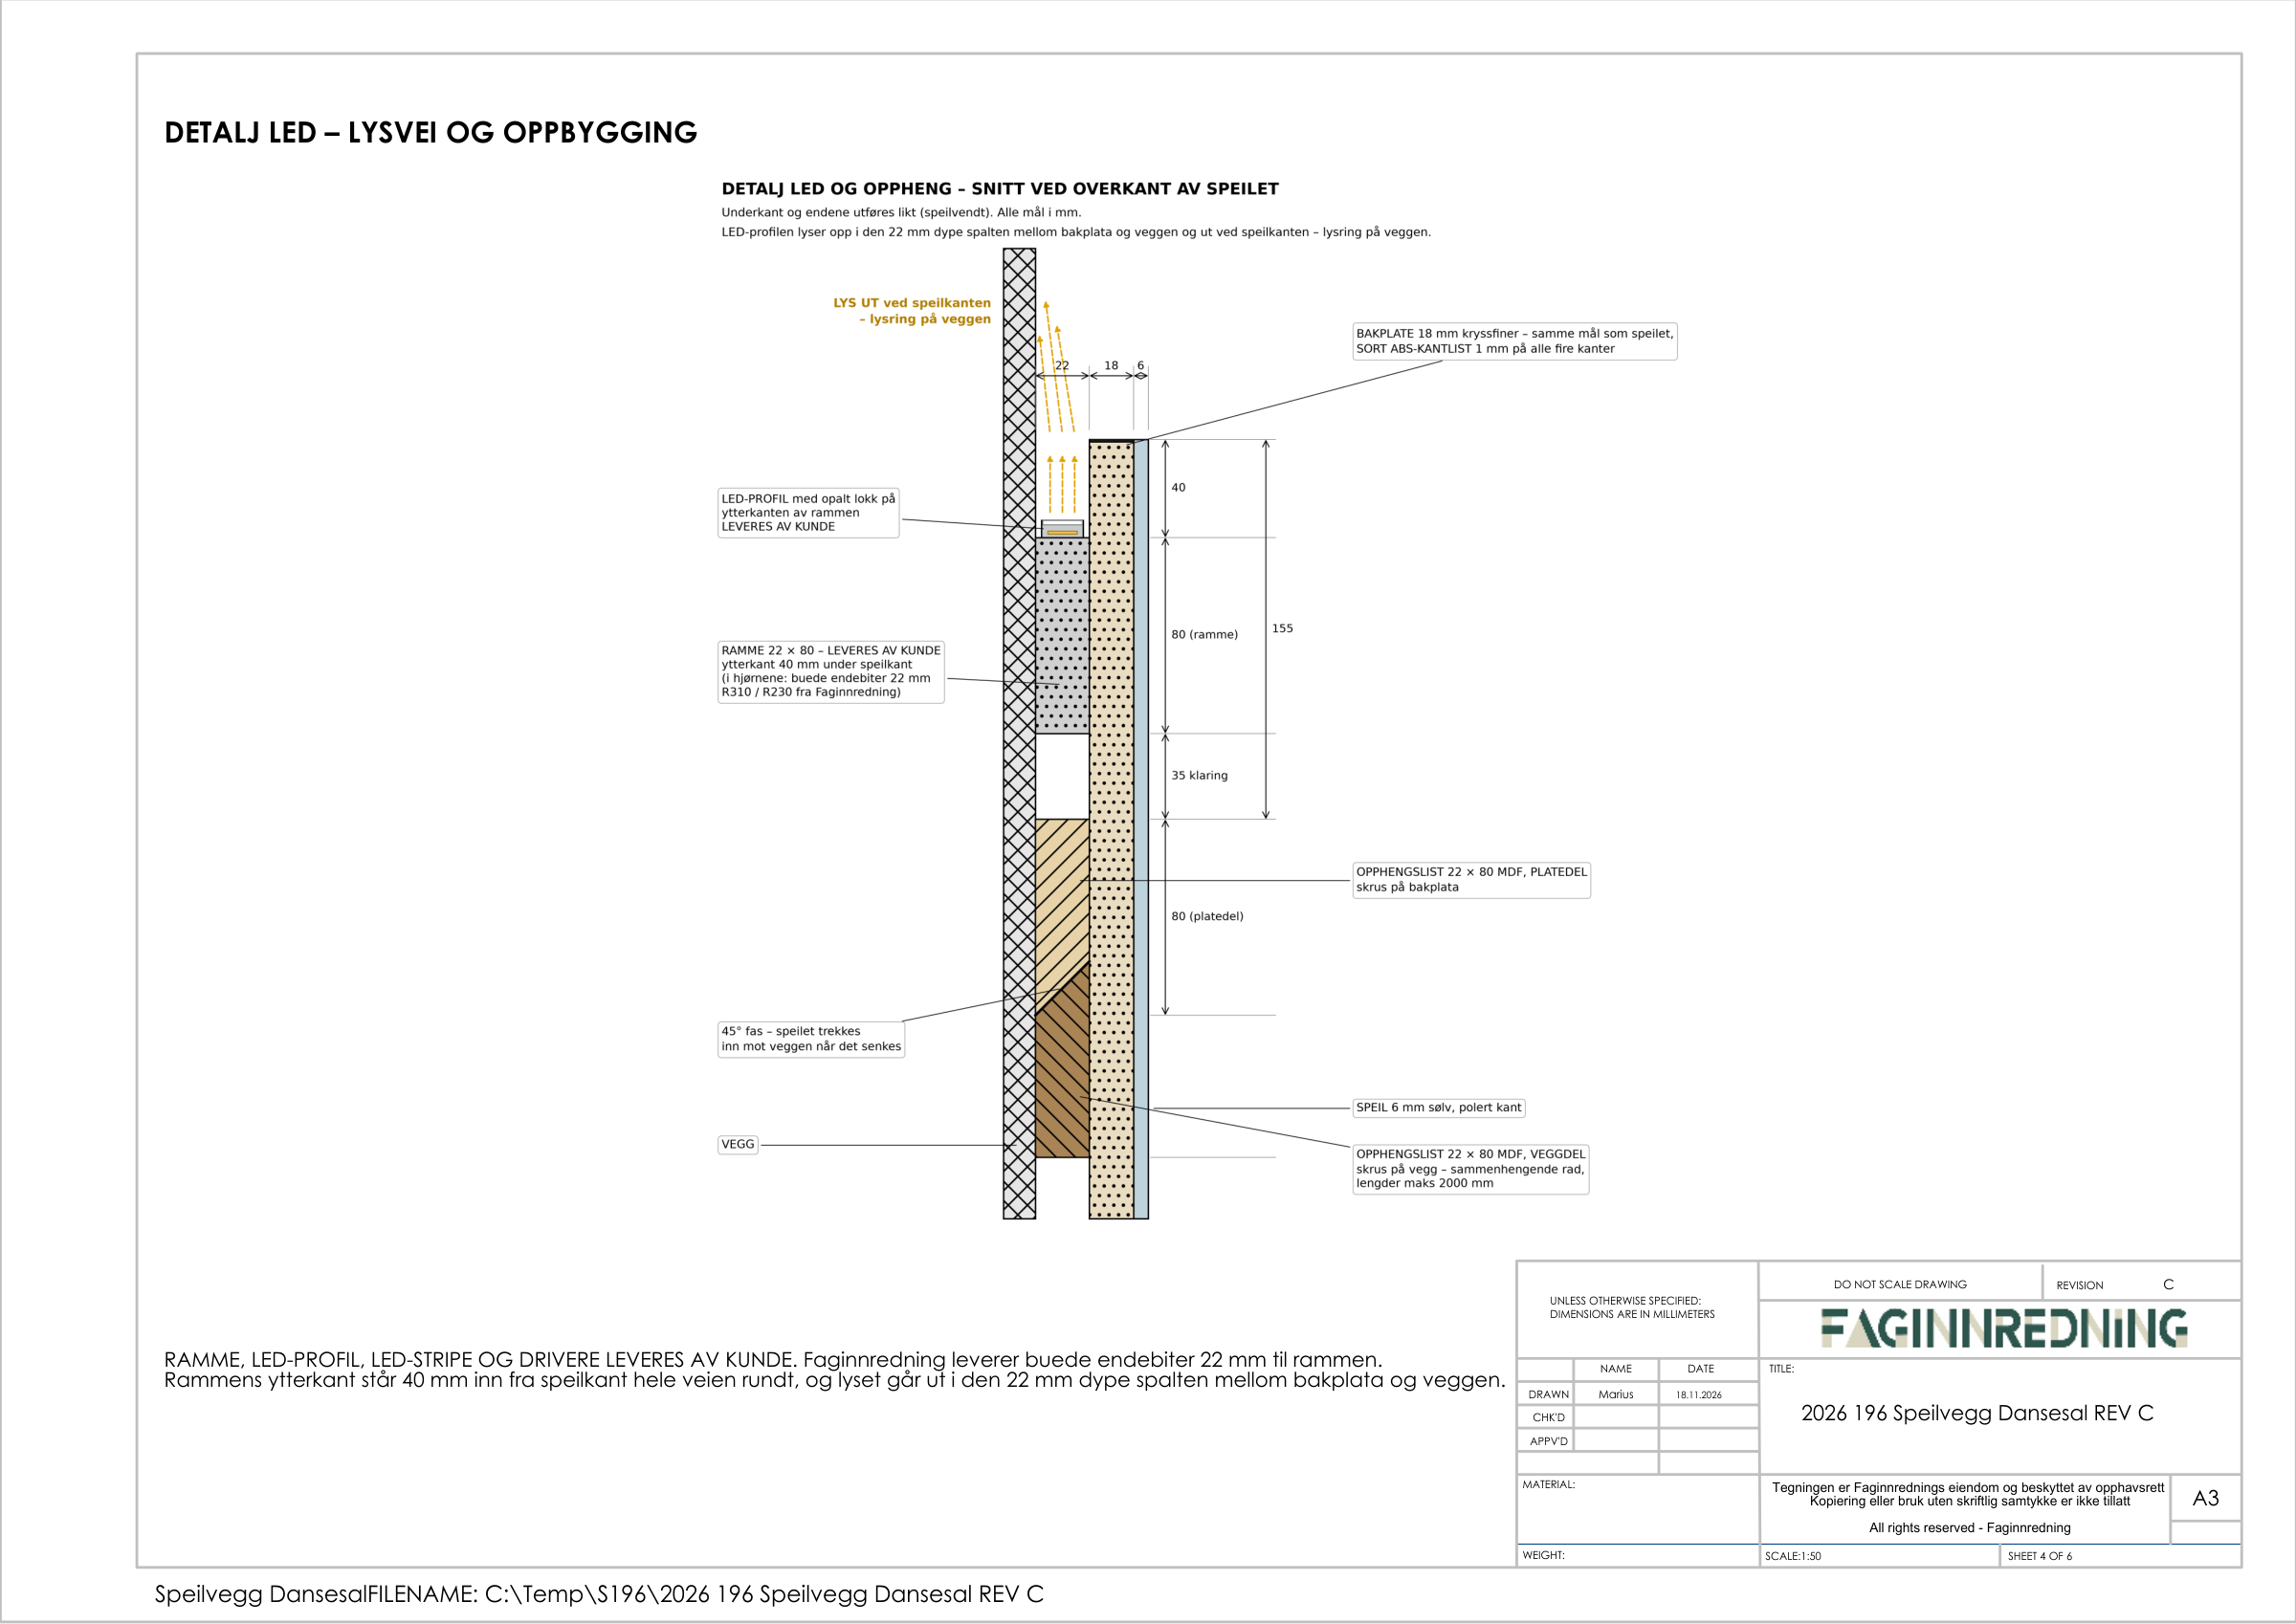 DETALJ LED – LYSVEI OG OPPBYGGING
DETALJ LED OG OPPHENG – SNITT VED OVERKANT AV SPEILET
Underkant og endene utføres likt (speilvendt). Alle mål i mm.
LED-profilen lyser opp i den 22 mm dype spalten mellom bakplata og veggen og ut ved speilkanten – lysring på veggen.
LYS UT ved speilkanten
– lysring på veggen
BAKPLATE 18 mm kryssfiner – samme mål som speilet,
SORT ABS-KANTLIST 1 mm på alle fire kanter
22
18
6
40
LED-PROFIL med opalt lokk på
ytterkanten av rammen
LEVERES AV KUNDE
80 (ramme)
155
RAMME 22 × 80 – LEVERES AV KUNDE
ytterkant 40 mm under speilkant
(i hjørnene: buede endebiter 22 mm
R310 / R230 fra Faginnredning)
35 klaring
OPPHENGSLIST 22 × 80 MDF, PLATEDEL
skrus på bakplata
80 (platedel)
45° fas – speilet trekkes
inn mot veggen når det senkes
SPEIL 6 mm sølv, polert kant
VEGG
OPPHENGSLIST 22 × 80 MDF, VEGGDEL
skrus på vegg – sammenhengende rad,
lengder maks 2000 mm
RAMME, LED-PROFIL, LED-STRIPE OG DRIVERE LEVERES AV KUNDE. Faginnredning leverer buede endebiter 22 mm til rammen.
Rammens ytterkant står 40 mm inn fra speilkant hele veien rundt, og lyset går ut i den 22 mm dype spalten mellom bakplata og veggen.
UNLESS OTHERWISE SPECIFIED:
DIMENSIONS ARE IN MILLIMETERS
DO NOT SCALE DRAWING
REVISION C
FAGINNREDNING
NAME DATE
DRAWN Marius 18.11.2026
CHK'D
APPV'D
TITLE:
2026 196 Speilvegg Dansesal REV C
MATERIAL:
Tegningen er Faginnrednings eiendom og beskyttet av opphavsrett
Kopiering eller bruk uten skriftlig samtykke er ikke tillatt
All rights reserved - Faginnredning
A3
WEIGHT:
SCALE:1:50
SHEET 4 OF 6
Speilvegg DansesalFILENAME: C:\Temp\S196\2026 196 Speilvegg Dansesal REV C